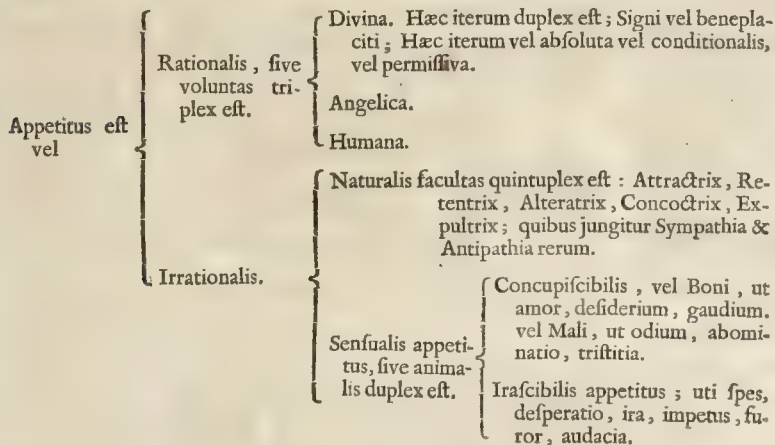 Appetitus eſt
vel
Rationalis, ſive
voluntas tri-
plex eſt.
Divina. Hæc iterum duplex eſt; Signi vel benepla-
citi; Hæc iterum vel abſoluta vel conditionalis,
vel permiſſiva.
Angelica.
Humana.
Irrationalis.
Naturalis facultas quintuplex eſt: Attractrix, Re-
tentrix, Alteratrix, Concoctrix, Ex-
pultrix; quibus jungitur Sympathia &
Antipathia rerum.
Senſualis appeti-
tus, ſive anima-
lis duplex eſt.
Concupiſcibilis, vel Boni, ut
amor, deſiderium, gaudium.
vel Mali, ut odium, abomi-
natio, triſtitia.
Iraſcibilis appetitus; uti ſpes,
deſperatio, ira, impetus, fu-
ror, audacia.